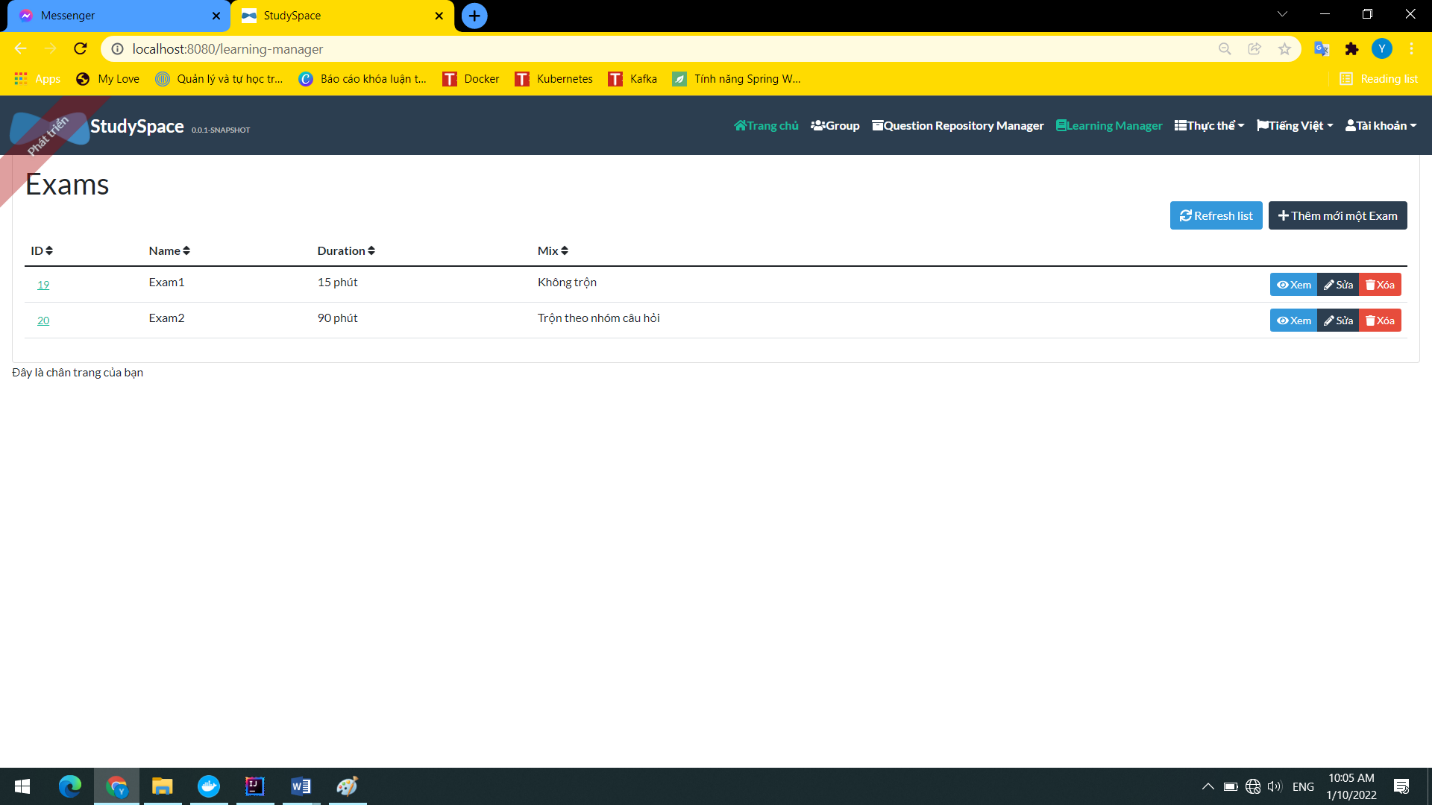 Messenger
StudySpace
localhost:8080/learning-manager
Y
Apps
My Love
Quản lý và tự học tr...
Báo cáo khóa luận t...
Docker
Kubernetes
Kafka
Tính năng Spring W...
Reading list
Phát triển
StudySpace 0.0.1-SNAPSHOT
Trang chủ
Group
Question Repository Manager
Learning Manager
Thực thể
Tiếng Việt
Tài khoản
Exams
Refresh list
Thêm mới một Exam
ID Name Duration Mix
19 Exam1 15 phút Không trộn Xem Sửa Xóa
20 Exam2 90 phút Trộn theo nhóm câu hỏi Xem Sửa Xóa
Đây là chân trang của bạn
ENG
10:05 AM
1/10/2022